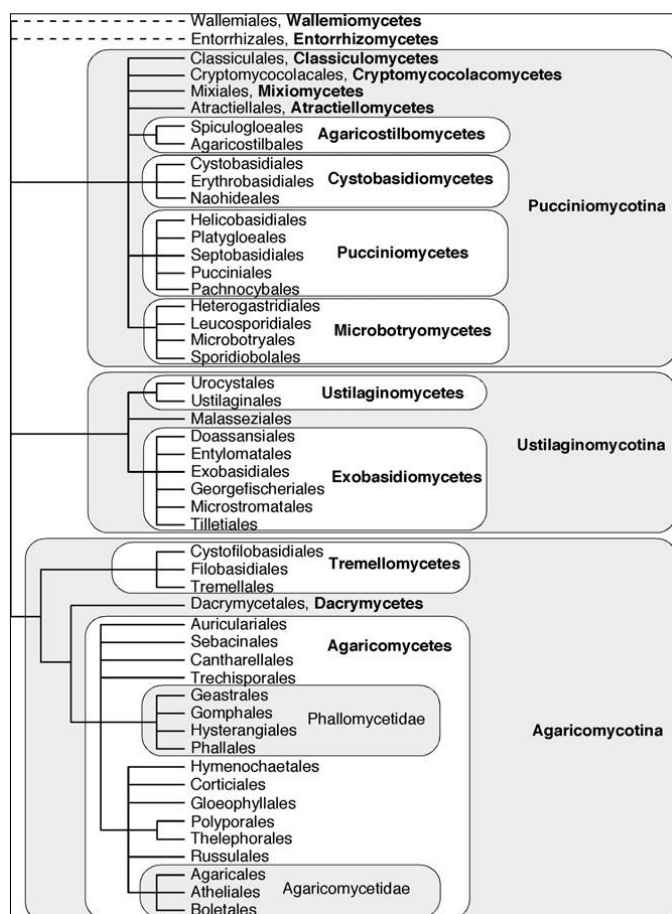 Wallemiales, Wallemiomycetes
Entorrhizales, Entorrhizomycetes
Classiculales, Classiculomycetes
Cryptomycocolacales, Cryptomycocolacomycetes
Mixiales, Mixiomycetes
Atractiellales, Atractiellomycetes
Spiculogloeales
Agaricostilbales
Agaricostilbomycetes
Cystobasidiales
Erythrobasidiales
Naohideales
Cystobasidiomycetes
Pucciniomycotina
Helicobasidiales
Platygloeales
Septobasidiales
Pucciniales
Pachnocybales
Pucciniomycetes
Heterogastridiales
Leucosporidiales
Microbotryales
Sporidiobolales
Microbotryomycetes
Urocystales
Ustilaginales
Ustilaginomycetes
Malasseziales
Ustilaginomycotina
Doassansiales
Entylomatales
Exobasidiales
Georgefischeriales
Microstromatales
Tilletiales
Exobasidiomycetes
Cystofilobasidiales
Filobasidiales
Tremellales
Tremellomycetes
Dacrymycetales, Dacrymycetes
Auriculariales
Sebacinales
Cantharellales
Trechisporales
Agaricomycetes
Geastrales
Gomphales
Hysterangiales
Phallales
Phallomycetidae
Agaricomycotina
Hymenochaetales
Corticiales
Gloeophyllales
Polyporales
Thelephorales
Russulales
Agaricales
Atheliales
Boletales
Agaricomycetidae